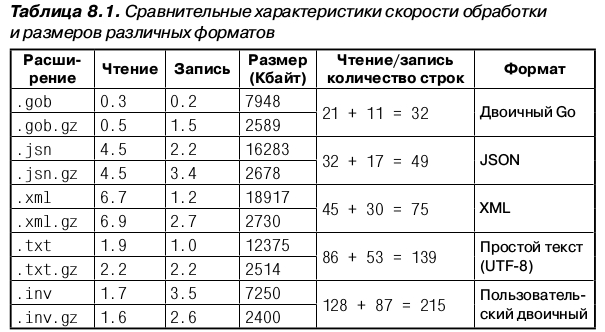 Таблица 8.1. Сравнительные характеристики скорости обработки
и размеров различных форматов
Расши-
рение Чтение Запись Размер
(Кбайт) Чтение/запись
количество строк Формат
.gob 0.3 0.2 7948 21 + 11 = 32 Двоичный Go
.gob.gz 0.5 1.5 2589
.jsn 4.5 2.2 16283 32 + 17 = 49 JSON
.jsn.gz 4.5 3.4 2678
.xml 6.7 1.2 18917 45 + 30 = 75 XML
.xml.gz 6.9 2.7 2730
.txt 1.9 1.0 12375 86 + 53 = 139 Простой текст
(UTF-8)
.txt.gz 2.2 2.2 2514
.inv 1.7 3.5 7250 128 + 87 = 215 Пользователь-
ский двоичный
.inv.gz 1.6 2.6 2400